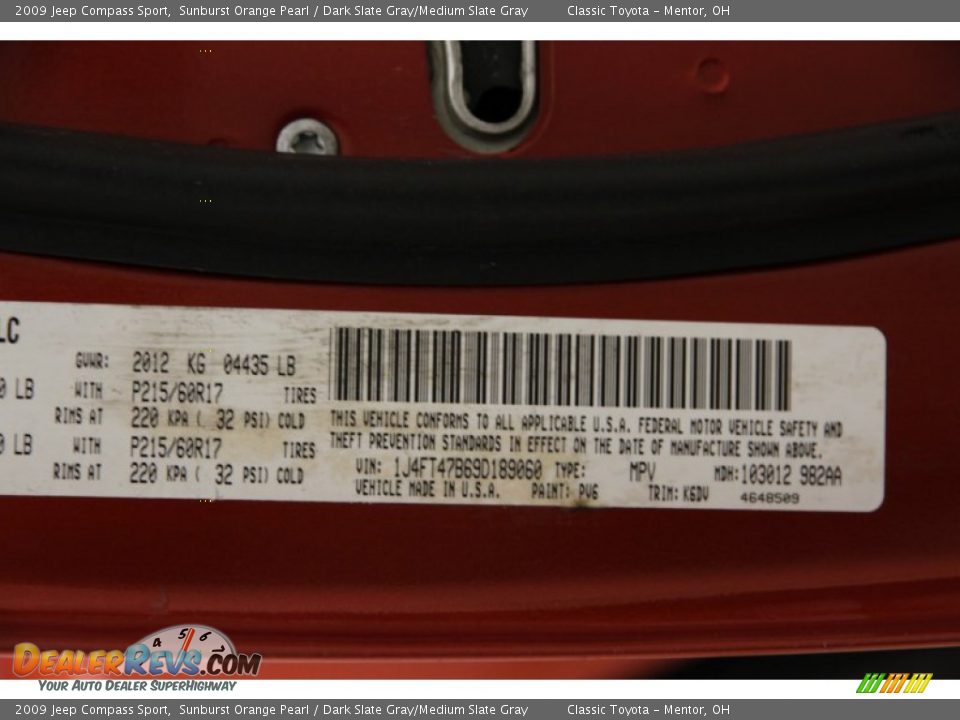 2009 Jeep Compass Sport, Sunburst Orange Pearl / Dark Slate Gray/Medium Slate Gray Classic Toyota - Mentor, OH
LC
GVWR: 2012 KG 04435 LB
0 LB WITH P215/60R17 TIRES
RIMS AT 220 KPA ( 32 PSI) COLD
0 LB WITH P215/60R17 TIRES
RIMS AT 220 KPA ( 32 PSI) COLD
THIS VEHICLE CONFORMS TO ALL APPLICABLE U.S.A. FEDERAL MOTOR VEHICLE SAFETY AND
THEFT PREVENTION STANDARDS IN EFFECT ON THE DATE OF MANUFACTURE SHOWN ABOVE.
VIN: 1J4FT47B69D189060 TYPE: MPV MDH: 103012 982AA
VEHICLE MADE IN U.S.A. PAINT: PV6 TRIM: K6DV 4648509
4 5 6
DEALERREVS.COM
YOUR AUTO DEALER SUPERHIGHWAY
2009 Jeep Compass Sport, Sunburst Orange Pearl / Dark Slate Gray/Medium Slate Gray Classic Toyota - Mentor, OH